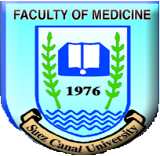 FACULTY OF MEDICINE
1976
Suez Canal University